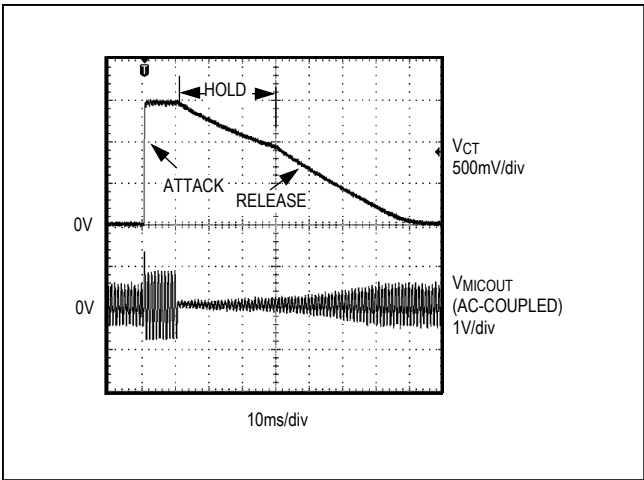 T
HOLD
VCT
500mV/div
ATTACK
RELEASE
0V
VMICOUT
(AC-COUPLED)
1V/div
0V
10ms/div